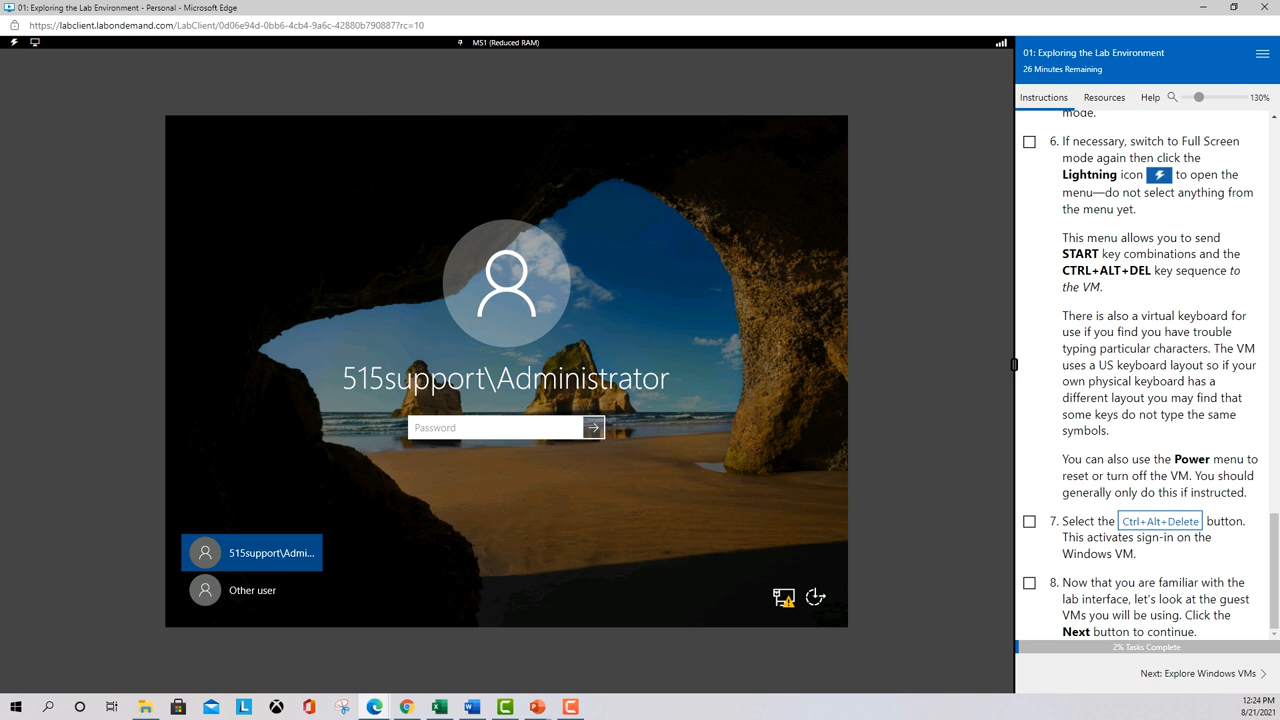 01: Exploring the Lab Environment - Personal - Microsoft Edge
https://labclient.labondemand.com/LabClient/0d06e94d-0bb6-4cb4-9a6c-42880b790887?rc=10
MS1 (Reduced RAM)
515support\Administrator
Password
515support\Admi...
Other user
01: Exploring the Lab Environment
26 Minutes Remaining
Instructions Resources Help 130%
mode.
6. If necessary, switch to Full Screen
mode again then click the
Lightning icon to open the
menu—do not select anything from
the menu yet.
This menu allows you to send
START key combinations and the
CTRL+ALT+DEL key sequence to
the VM.
There is also a virtual keyboard for
use if you find you have trouble
typing particular characters. The VM
uses a US keyboard layout so if your
own physical keyboard has a
different layout you may find that
some keys do not type the same
symbols.
You can also use the Power menu to
reset or turn off the VM. You should
generally only do this if instructed.
7. Select the Ctrl+Alt+Delete button.
This activates sign-in on the
Windows VM.
8. Now that you are familiar with the
lab interface, let's look at the guest
VMs you will be using. Click the
Next button to continue.
2% Tasks Complete
Next: Explore Windows VMs
12:24 PM
8/21/2021